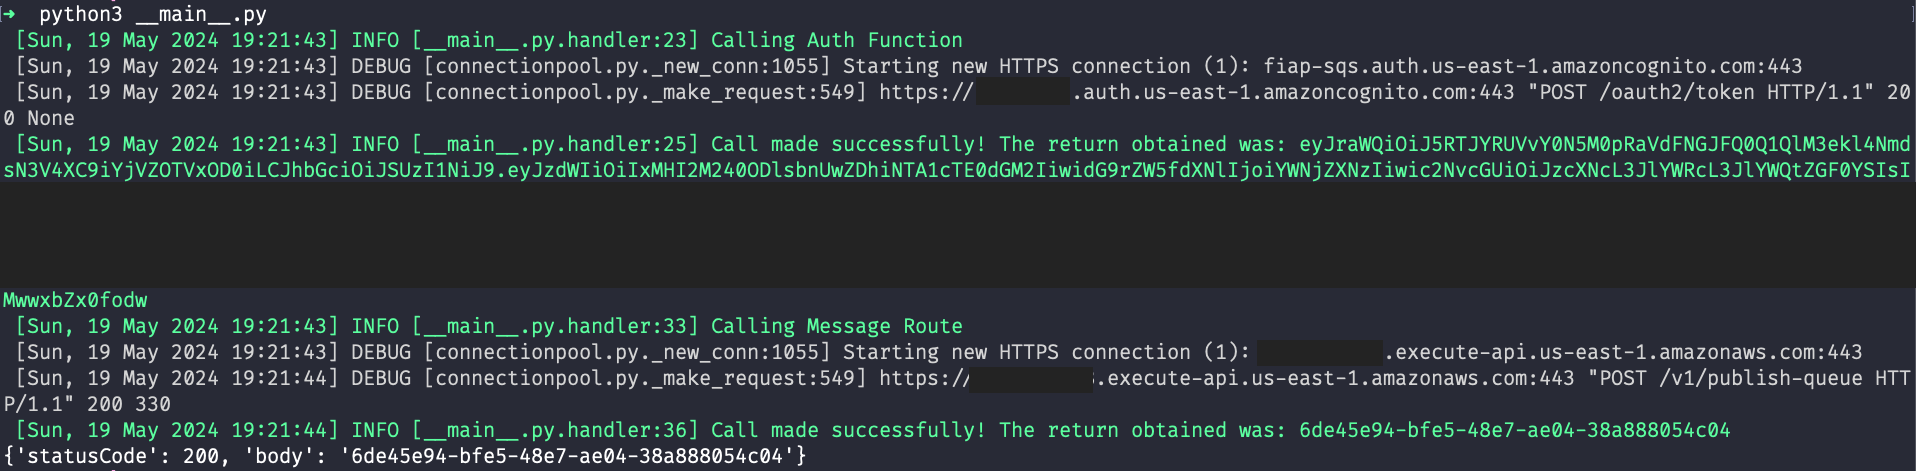 ➜  python3 __main__.py
[Sun, 19 May 2024 19:21:43] INFO [__main__.py.handler:23] Calling Auth Function
[Sun, 19 May 2024 19:21:43] DEBUG [connectionpool.py._new_conn:1055] Starting new HTTPS connection (1): fiap-sqs.auth.us-east-1.amazoncognito.com:443
[Sun, 19 May 2024 19:21:43] DEBUG [connectionpool.py._make_request:549] https:// .auth.us-east-1.amazoncognito.com:443 "POST /oauth2/token HTTP/1.1" 20
0 None
[Sun, 19 May 2024 19:21:43] INFO [__main__.py.handler:25] Call made successfully! The return obtained was: eyJraWQiOiJ5RTJYRUVvY0N5M0pRaVdFNGJFQ0Q1QlM3ekl4Nmd
sN3V4XC9iYjVZOTVxOD0iLCJhbGciOiJSUzI1NiJ9.eyJzdWIiOiIxMHI2M240ODlsbnUwZDhiNTA1cTE0dGM2IiwidG9rZW5fdXNlIjoiYWNjZXNzIiwic2NvcGUiOiJzcXNcL3JlYWRcL3JlYWQtZGF0YSIsI
MwwxbZx0fodw
[Sun, 19 May 2024 19:21:43] INFO [__main__.py.handler:33] Calling Message Route
[Sun, 19 May 2024 19:21:43] DEBUG [connectionpool.py._new_conn:1055] Starting new HTTPS connection (1): .execute-api.us-east-1.amazonaws.com:443
[Sun, 19 May 2024 19:21:44] DEBUG [connectionpool.py._make_request:549] https:// .execute-api.us-east-1.amazonaws.com:443 "POST /v1/publish-queue HTT
P/1.1" 200 330
[Sun, 19 May 2024 19:21:44] INFO [__main__.py.handler:36] Call made successfully! The return obtained was: 6de45e94-bfe5-48e7-ae04-38a888054c04
{'statusCode': 200, 'body': '6de45e94-bfe5-48e7-ae04-38a888054c04'}